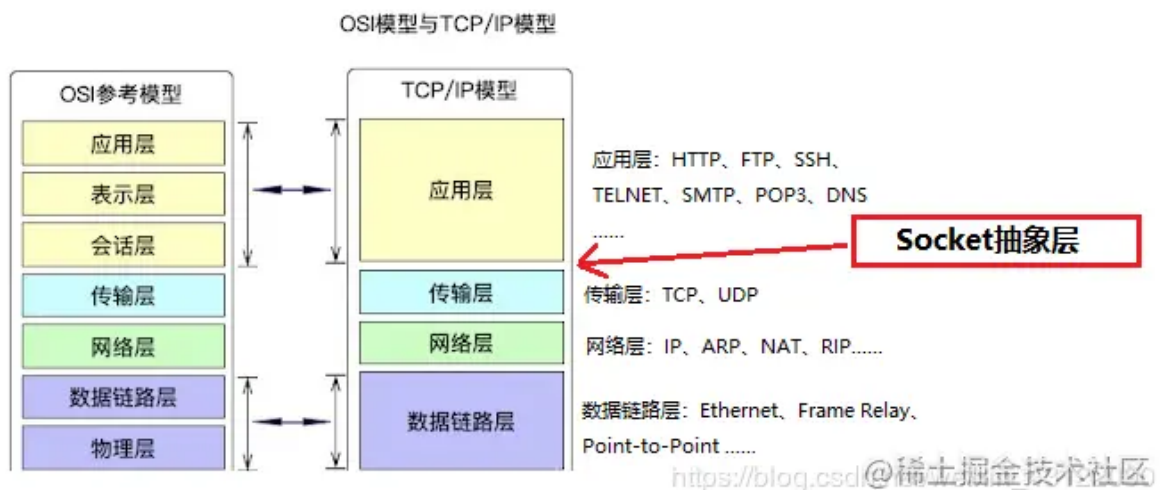 OSI模型与TCP/IP模型
OSI参考模型
应用层
表示层
会话层
传输层
网络层
数据链路层
物理层
TCP/IP模型
应用层
传输层
网络层
数据链路层
应用层：HTTP、FTP、SSH、
TELNET、SMTP、POP3、DNS
......
Socket抽象层
传输层：TCP、UDP
网络层：IP、ARP、NAT、RIP......
数据链路层：Ethernet、Frame Relay、
Point-to-Point ......
https://blog.csd
@稀土掘金技术社区